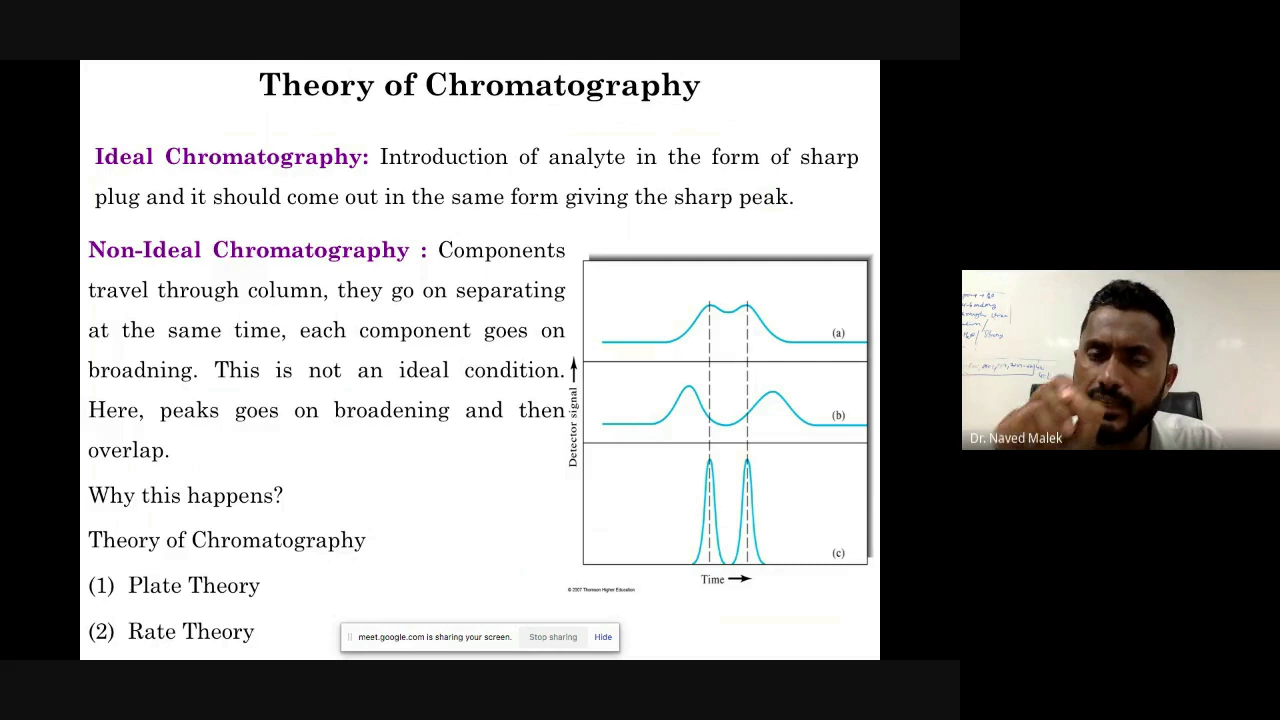 Theory of Chromatography
Ideal Chromatography: Introduction of analyte in the form of sharp
plug and it should come out in the same form giving the sharp peak.
Non-Ideal Chromatography : Components
travel through column, they go on separating
at the same time, each component goes on
broadning. This is not an ideal condition.
Here, peaks goes on broadening and then
overlap.
Why this happens?
Theory of Chromatography
(1) Plate Theory
(2) Rate Theory
Detector signal
(a)
(b)
(c)
Time
© 2007 Thomson Higher Education
meet.google.com is sharing your screen.
Stop sharing
Hide
Dr. Naved Malek